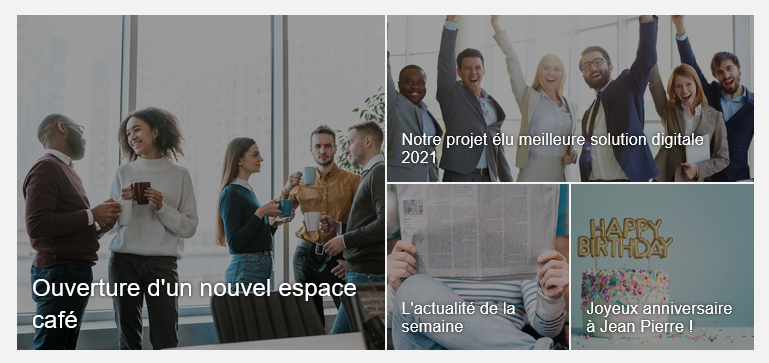 Ouverture d'un nouvel espace
café
Notre projet élu meilleure solution digitale
2021
L'actualité de la
semaine
HAPPY
BIRTHDAY
Joyeux anniversaire
à Jean Pierre !